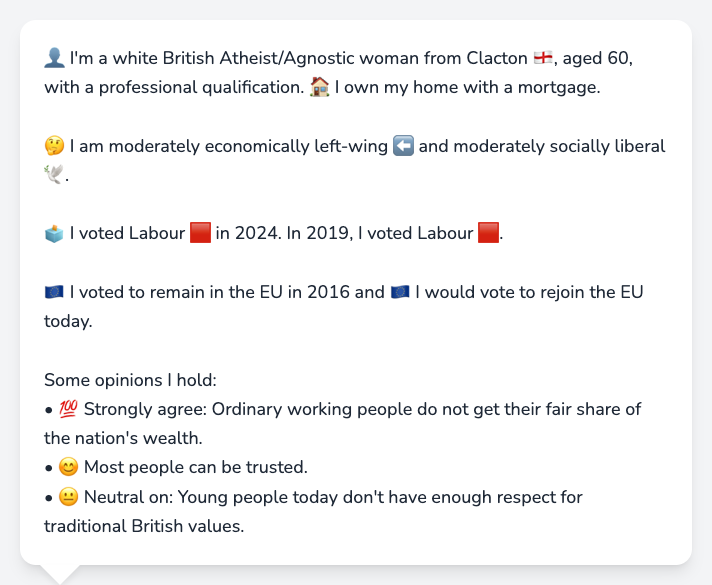 👤 I'm a white British Atheist/Agnostic woman from Clacton 🏴󠁧󠁢󠁥󠁮󠁧󠁿, aged 60,
with a professional qualification. 🏠 I own my home with a mortgage.
🤔 I am moderately economically left-wing ⬅️ and moderately socially liberal
🕊️.
🗳️ I voted Labour 🟥 in 2024. In 2019, I voted Labour 🟥.
🇪🇺 I voted to remain in the EU in 2016 and 🇪🇺 I would vote to rejoin the EU
today.
Some opinions I hold:
• 💯 Strongly agree: Ordinary working people do not get their fair share of
the nation's wealth.
• 😊 Most people can be trusted.
• 😐 Neutral on: Young people today don't have enough respect for
traditional British values.